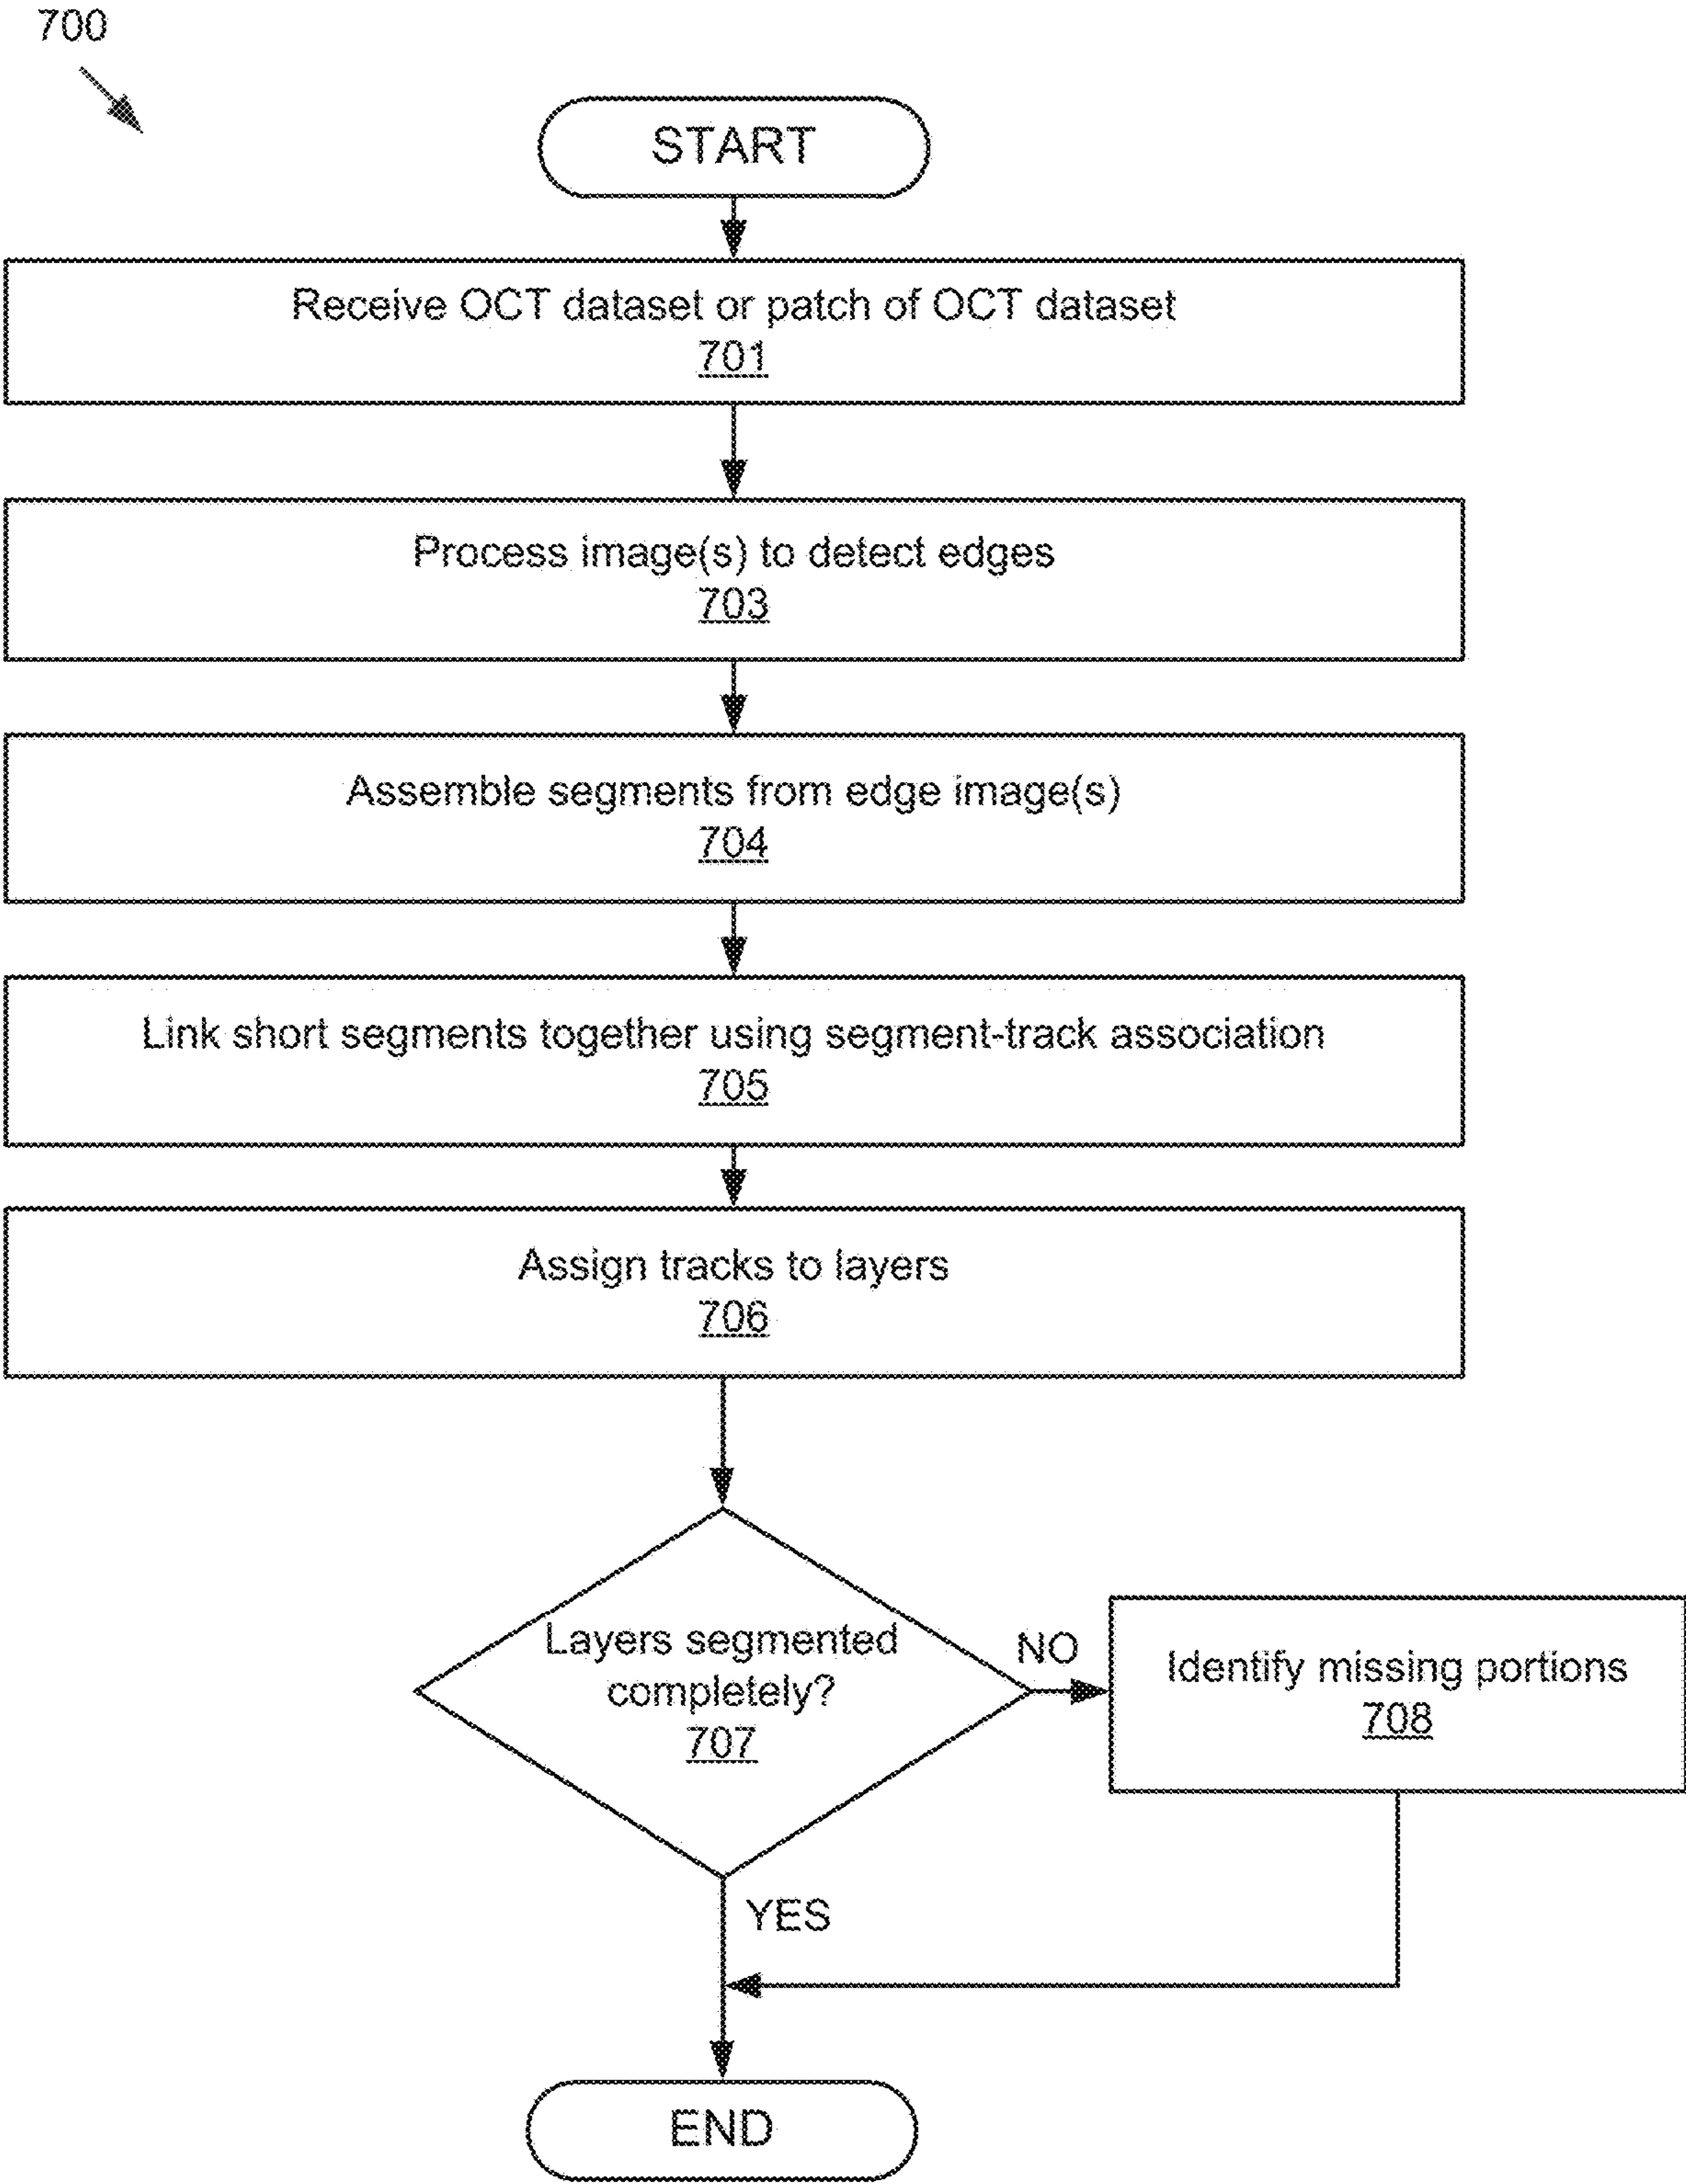 700
START
Receive OCT dataset or patch of OCT dataset
701
Process image(s) to detect edges
703
Assemble segments from edge image(s)
704
Link short segments together using segment-track association
705
Assign tracks to layers
706
Layers segmented
completely?
707
NO
Identify missing portions
708
YES
END